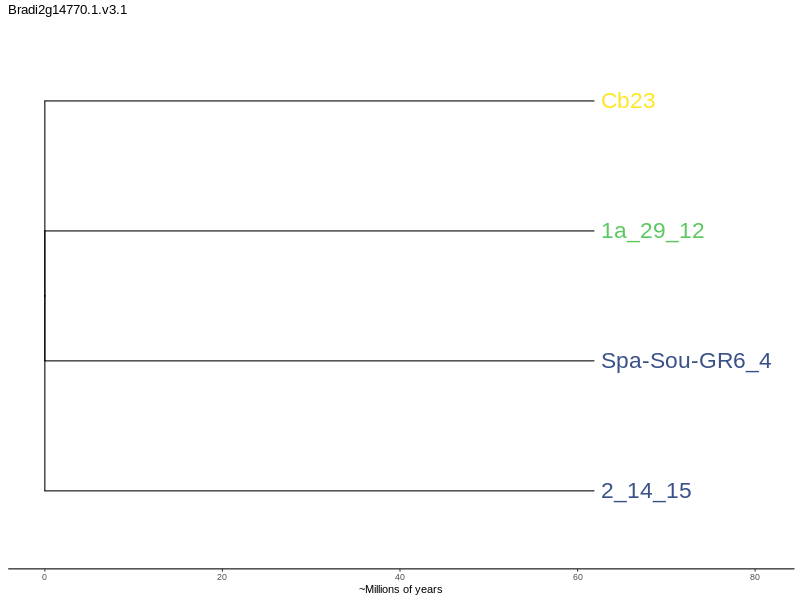 Bradi2g14770.1.v3.1
Cb23
1a_29_12
Spa-Sou-GR6_4
2_14_15
0 20 40 60 80
~Millions of years